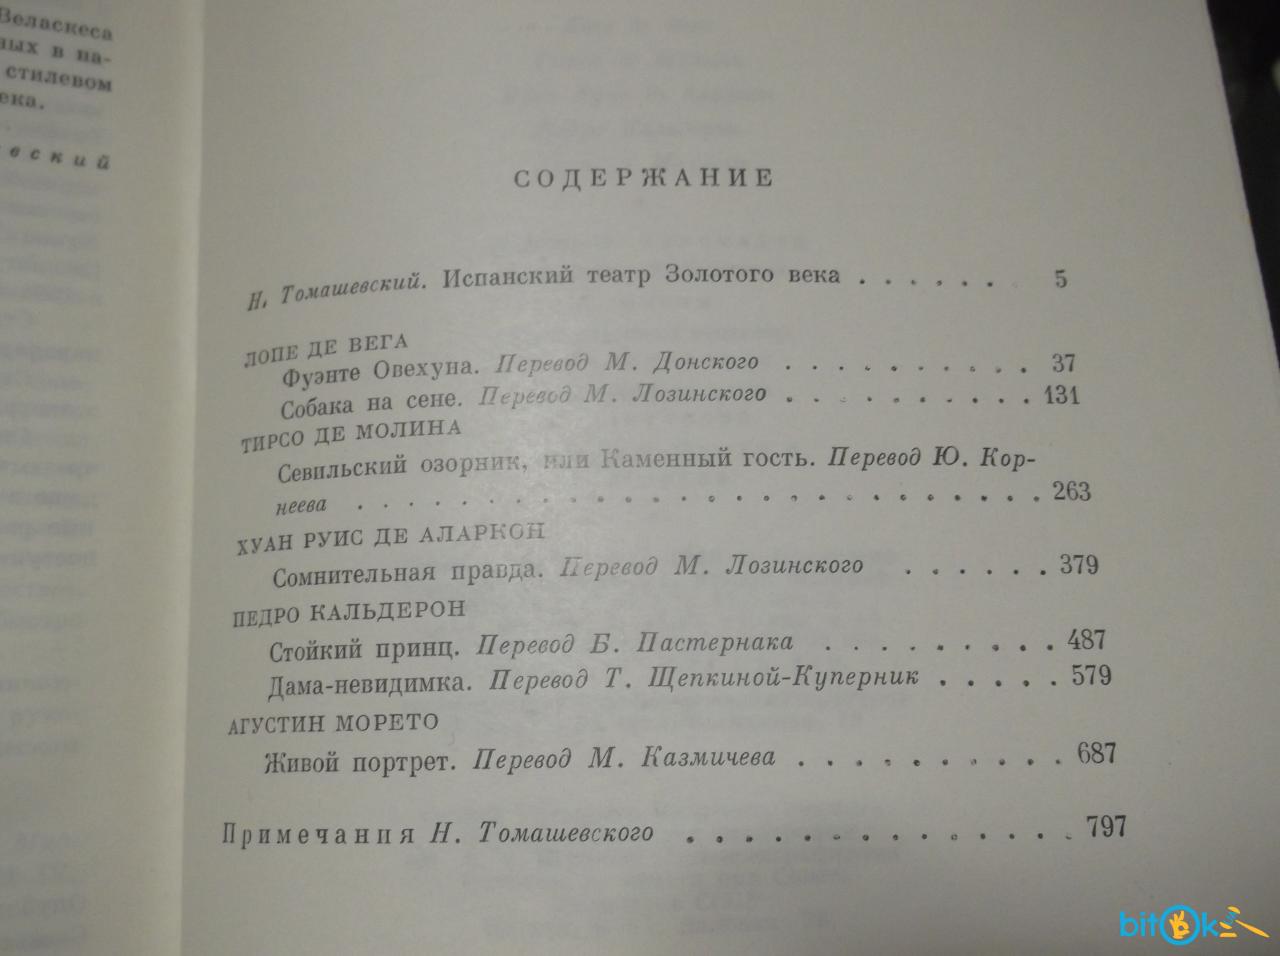 Веласкеса
в на-
стилевом
СОДЕРЖАНИЕ
Н. Томашевский. Испанский театр Золотого века . . . . . . 5
ЛОПЕ ДЕ ВЕГА
Фуэнте Овехуна. Перевод М. Донского . . . . . . . . . 37
Собака на сене. Перевод М. Лозинского . . . . . . . . . 131
ТИРСО ДЕ МОЛИНА
Севильский озорник, или Каменный гость. Перевод Ю. Кор-
неева . . . . . . . . . . . . . . . . . . . . . . . . 263
ХУАН РУИС ДЕ АЛАРКОН
Сомнительная правда. Перевод М. Лозинского . . . . . . 379
ПЕДРО КАЛЬДЕРОН
Стойкий принц. Перевод Б. Пастернака . . . . . . . . . 487
Дама-невидимка. Перевод Т. Щепкиной-Куперник . . . . . 579
АГУСТИН МОРЕТО
Живой портрет. Перевод М. Казмичева . . . . . . . . . . 687
Примечания Н. Томашевского . . . . . . . . . . . . . . 797
bitok